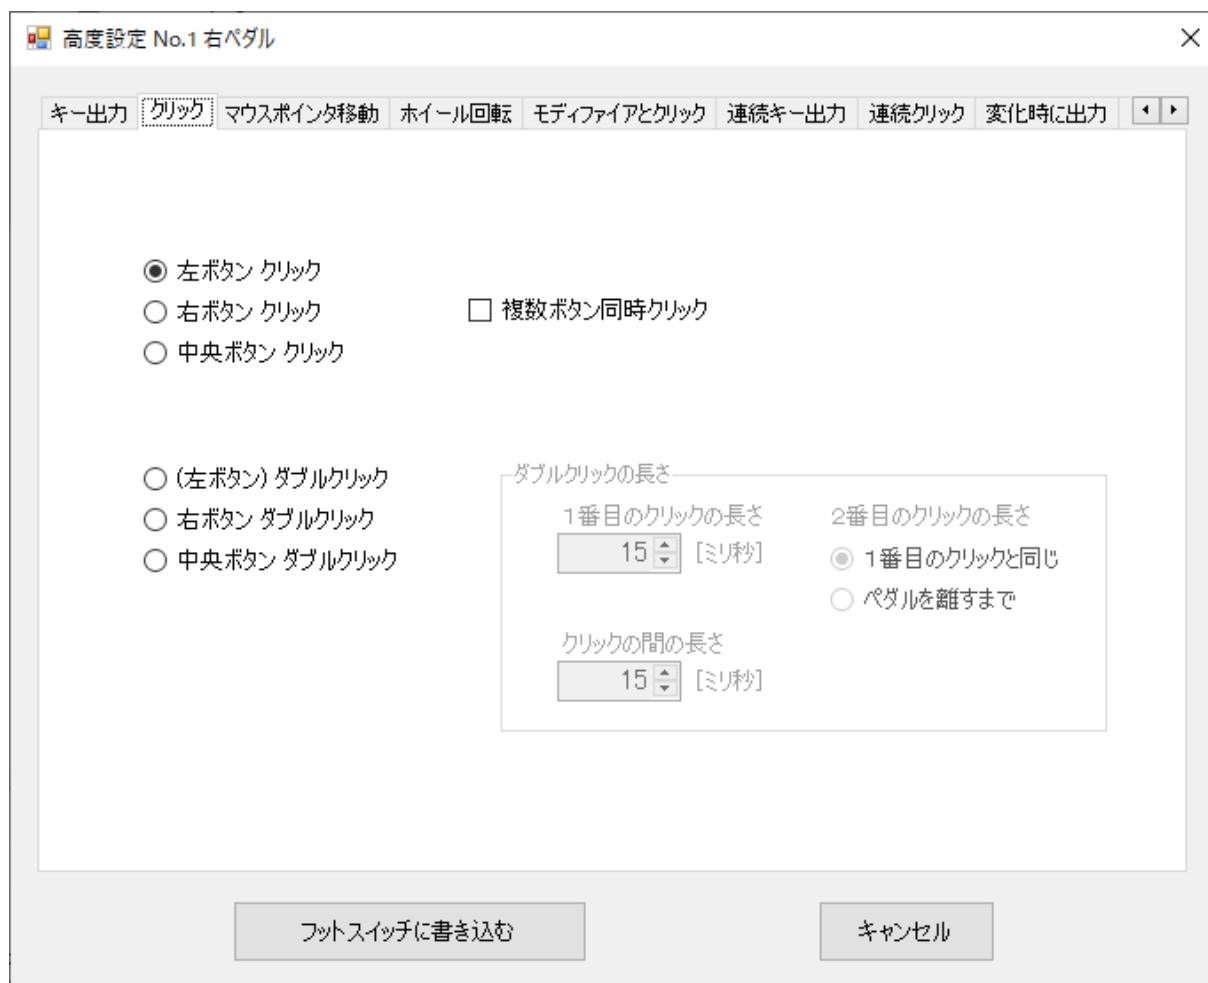 高度設定 No.1 右ペダル
キー出力 クリック マウスポインタ移動 ホイール回転 モディファイアとクリック 連続キー出力 連続クリック 変化時に出力
左ボタン クリック
右ボタン クリック 複数ボタン同時クリック
中央ボタン クリック
(左ボタン) ダブルクリック
右ボタン ダブルクリック
中央ボタン ダブルクリック
ダブルクリックの長さ
1番目のクリックの長さ
15 [ミリ秒]
2番目のクリックの長さ
1番目のクリックと同じ
ペダルを離すまで
クリックの間の長さ
15 [ミリ秒]
フットスイッチに書き込む キャンセル